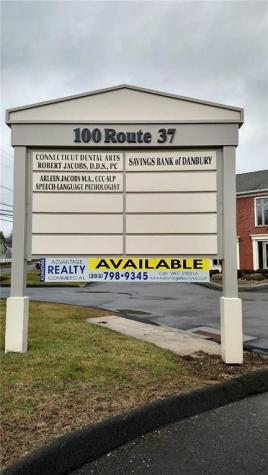 100 Route 37
CONNECTICUT DENTAL ARTS
ROBERT JACOBS, D.D.S., PC
SAVINGS BANK of DANBURY
ARLEEN JACOBS M.A., CCC-SLP
SPEECH-LANGUAGE PATHOLOGIST
ADVANTAGE
REALTY
COMMERCIAL
AVAILABLE
(203) 798-9345